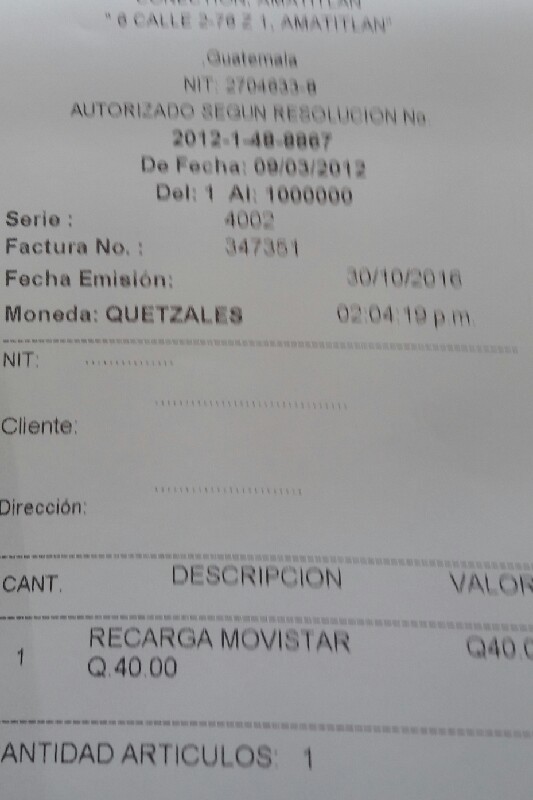 " 6 CALLE 2-76 Z 1, AMATITLAN"
,Guatemala
NIT: 2704633-8
AUTORIZADO SEGUN RESOLUCION No.
2012-1-48-8867
De Fecha: 09/03/2012
Del: 1 Al: 1000000
Serie : 4002
Factura No. : 347351
Fecha Emisión: 30/10/2016
Moneda: QUETZALES 02:04:19 p.m.
NIT: ..............
..............................
Cliente:
.......................
Dirección:
CANT. DESCRIPCION VALOR
1 RECARGA MOVISTAR Q40.0
Q.40.00
ANTIDAD ARTICULOS: 1